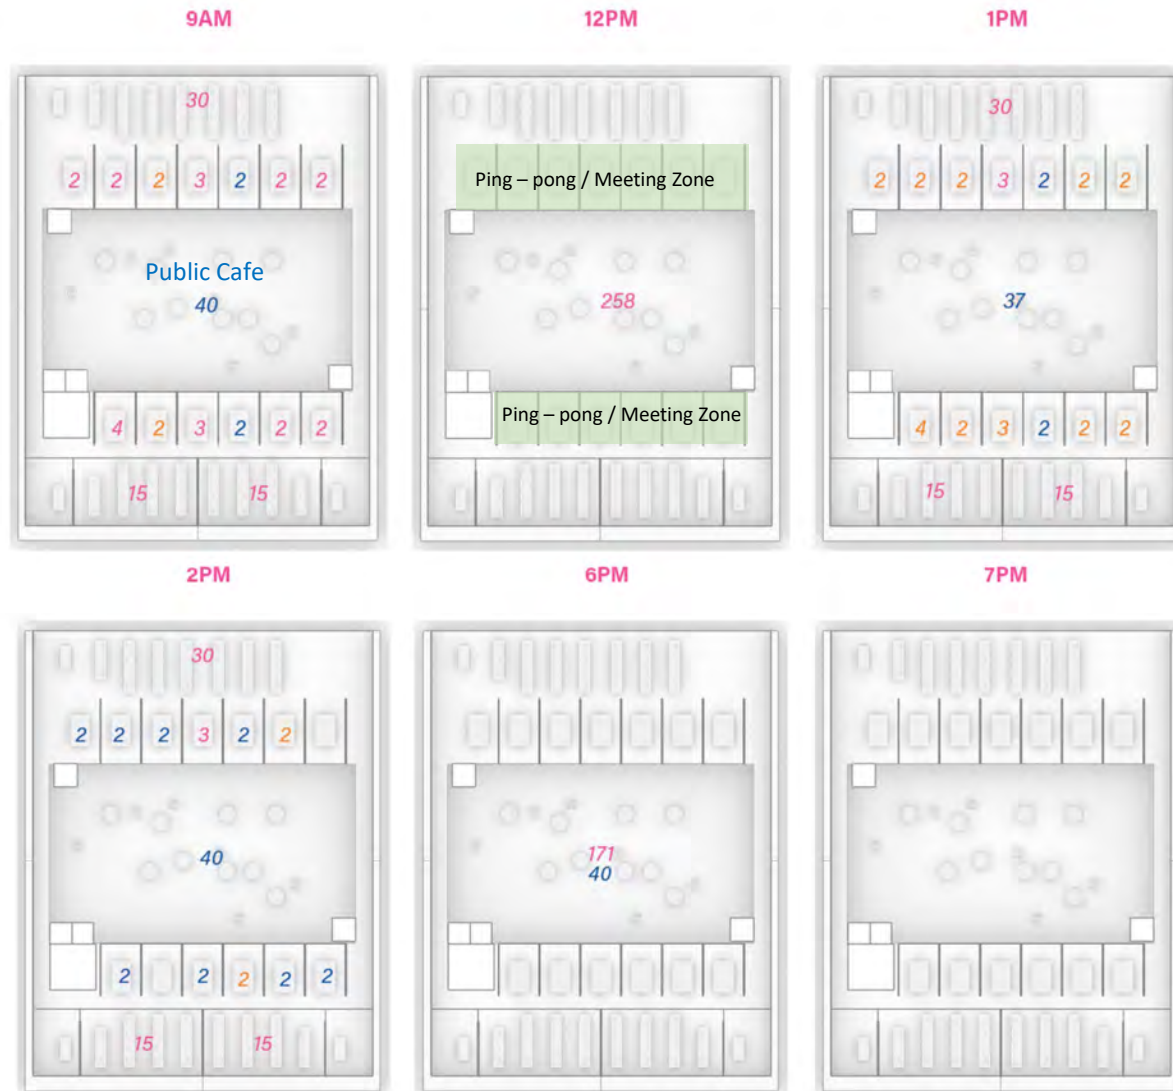 9AM
12PM
1PM
30
30
2 2 2 3 2 2 2
Ping – pong / Meeting Zone
2 2 2 3 2 2 2
Public Cafe
40
258
37
4 2 3 2 2 2
Ping – pong / Meeting Zone
4 2 3 2 2 2
15 15
15 15
2PM
6PM
7PM
30
2 2 2 3 2 2
40
171
40
2 2 2 2 2
15 15